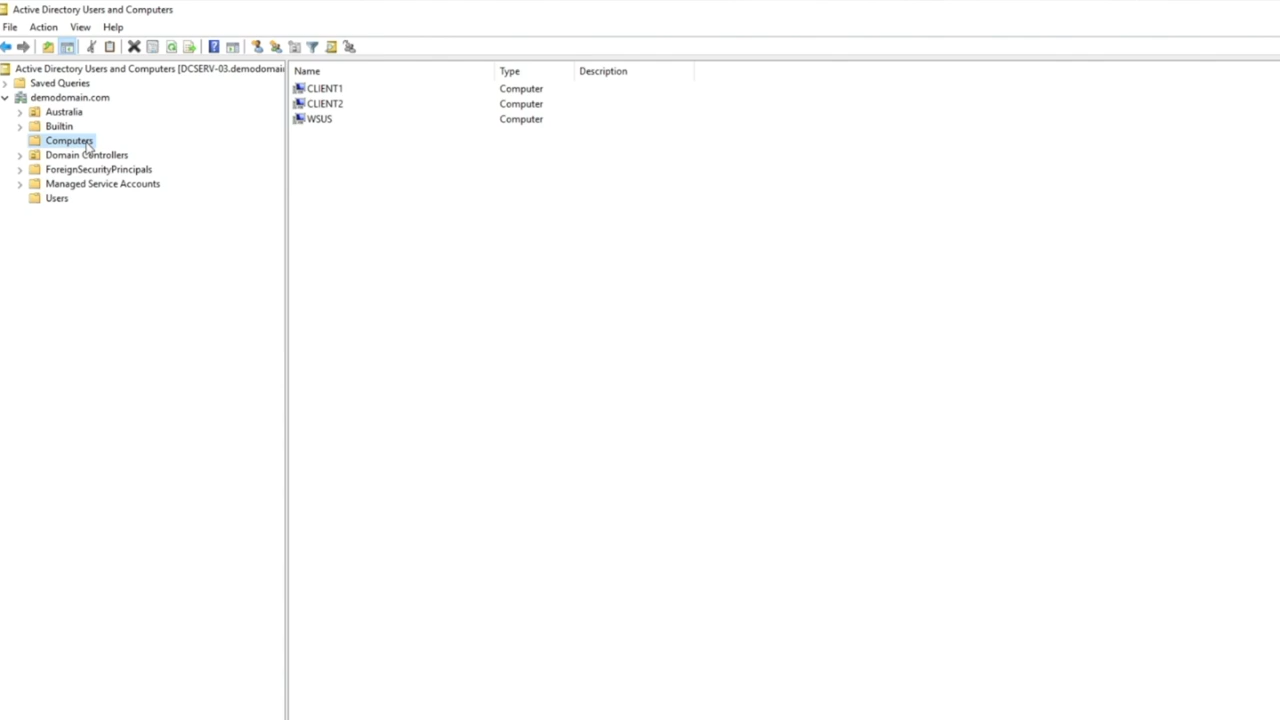 Active Directory Users and Computers
File Action View Help
Active Directory Users and Computers [DCSERV-03.demodomain
Saved Queries
demodomain.com
Australia
Builtin
Computers
Domain Controllers
ForeignSecurityPrincipals
Managed Service Accounts
Users
Name Type Description
CLIENT1 Computer
CLIENT2 Computer
WSUS Computer